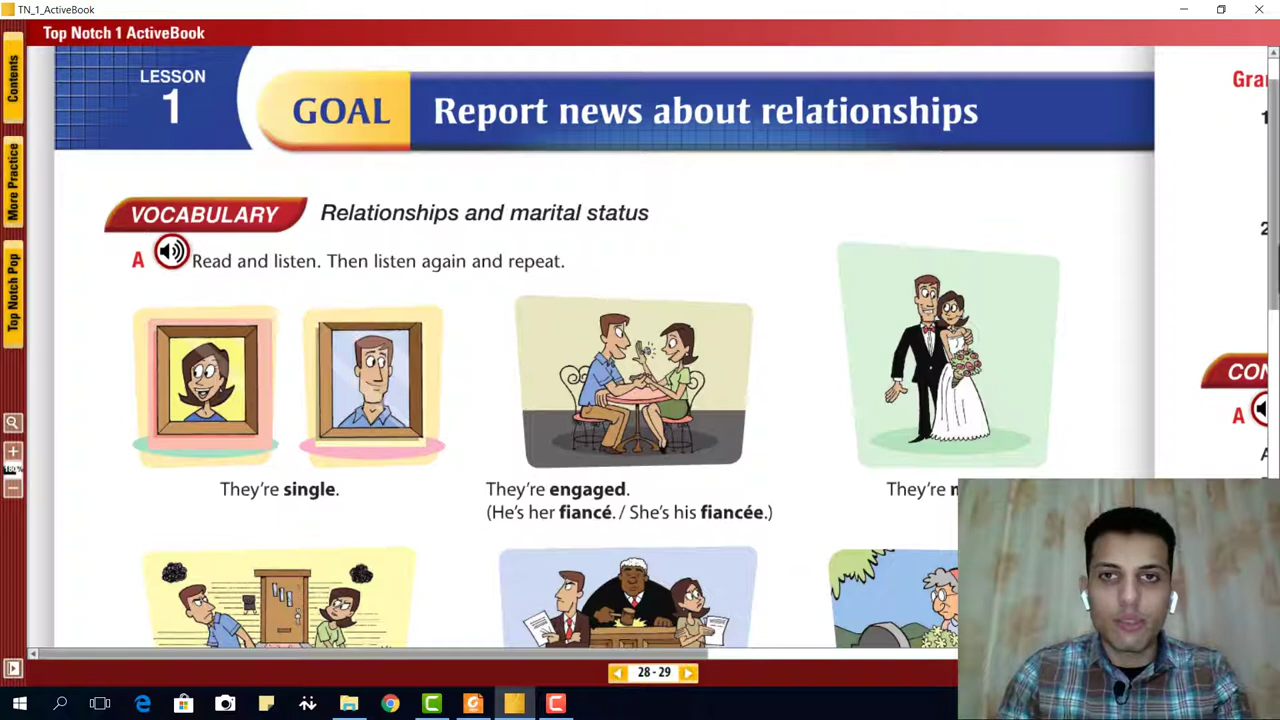 TN_1_ActiveBook
Top Notch 1 ActiveBook
Contents
More Practice
Top Notch Pop
LESSON
1
GOAL
Report news about relationships
VOCABULARY
Relationships and marital status
A
Read and listen. Then listen again and repeat.
They're single.
They're engaged.
(He's her fiancé. / She's his fiancée.)
They're
28 - 29
1
2
A